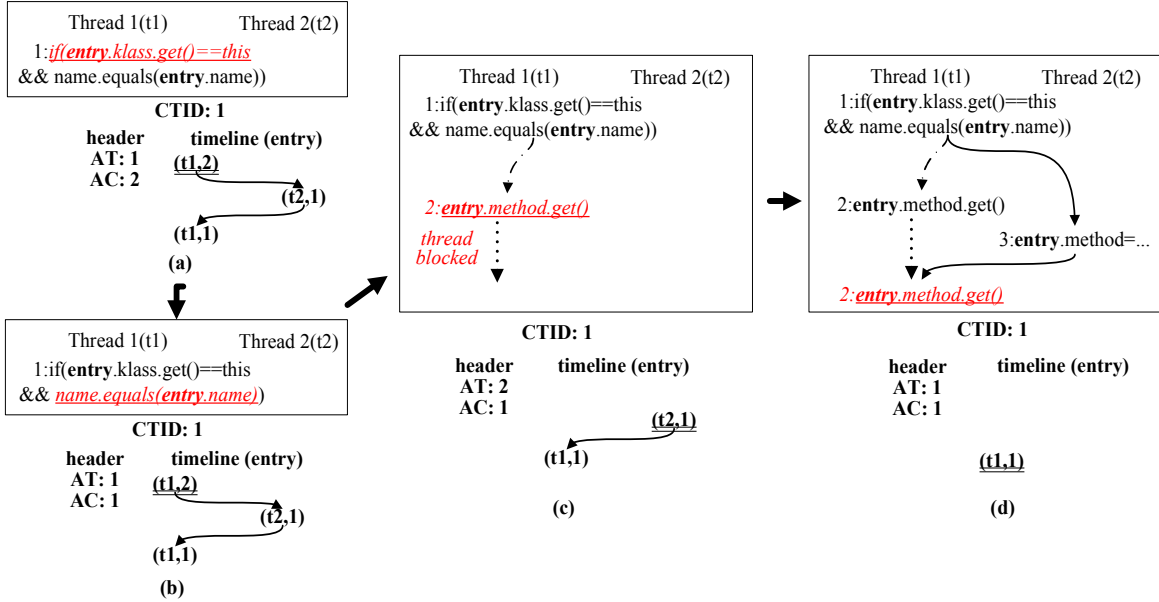 Thread 1(t1) Thread 2(t2)
1:if(entry.klass.get()==this
&& name.equals(entry.name))
CTID: 1
header timeline (entry)
AT: 1 (t1,2)
AC: 2
(t2,1)
(t1,1)
(a)
Thread 1(t1) Thread 2(t2)
1:if(entry.klass.get()==this
&& name.equals(entry.name))
CTID: 1
header timeline (entry)
AT: 1 (t1,2)
AC: 1
(t2,1)
(t1,1)
(b)
Thread 1(t1) Thread 2(t2)
1:if(entry.klass.get()==this
&& name.equals(entry.name))
2:entry.method.get()
thread
blocked
CTID: 1
header timeline (entry)
AT: 2
AC: 1
(t2,1)
(t1,1)
(c)
Thread 1(t1) Thread 2(t2)
1:if(entry.klass.get()==this
&& name.equals(entry.name))
2:entry.method.get()
3:entry.method=...
2:entry.method.get()
CTID: 1
header timeline (entry)
AT: 1
AC: 1
(t1,1)
(d)